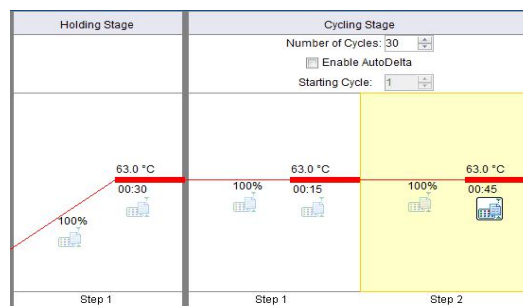 Holding Stage
Cycling Stage
Number of Cycles: 30
Enable AutoDelta
Starting Cycle: 1
63.0 °C
00:30
100%
63.0 °C
100%
00:15
63.0 °C
100%
00:45
Step 1
Step 1
Step 2